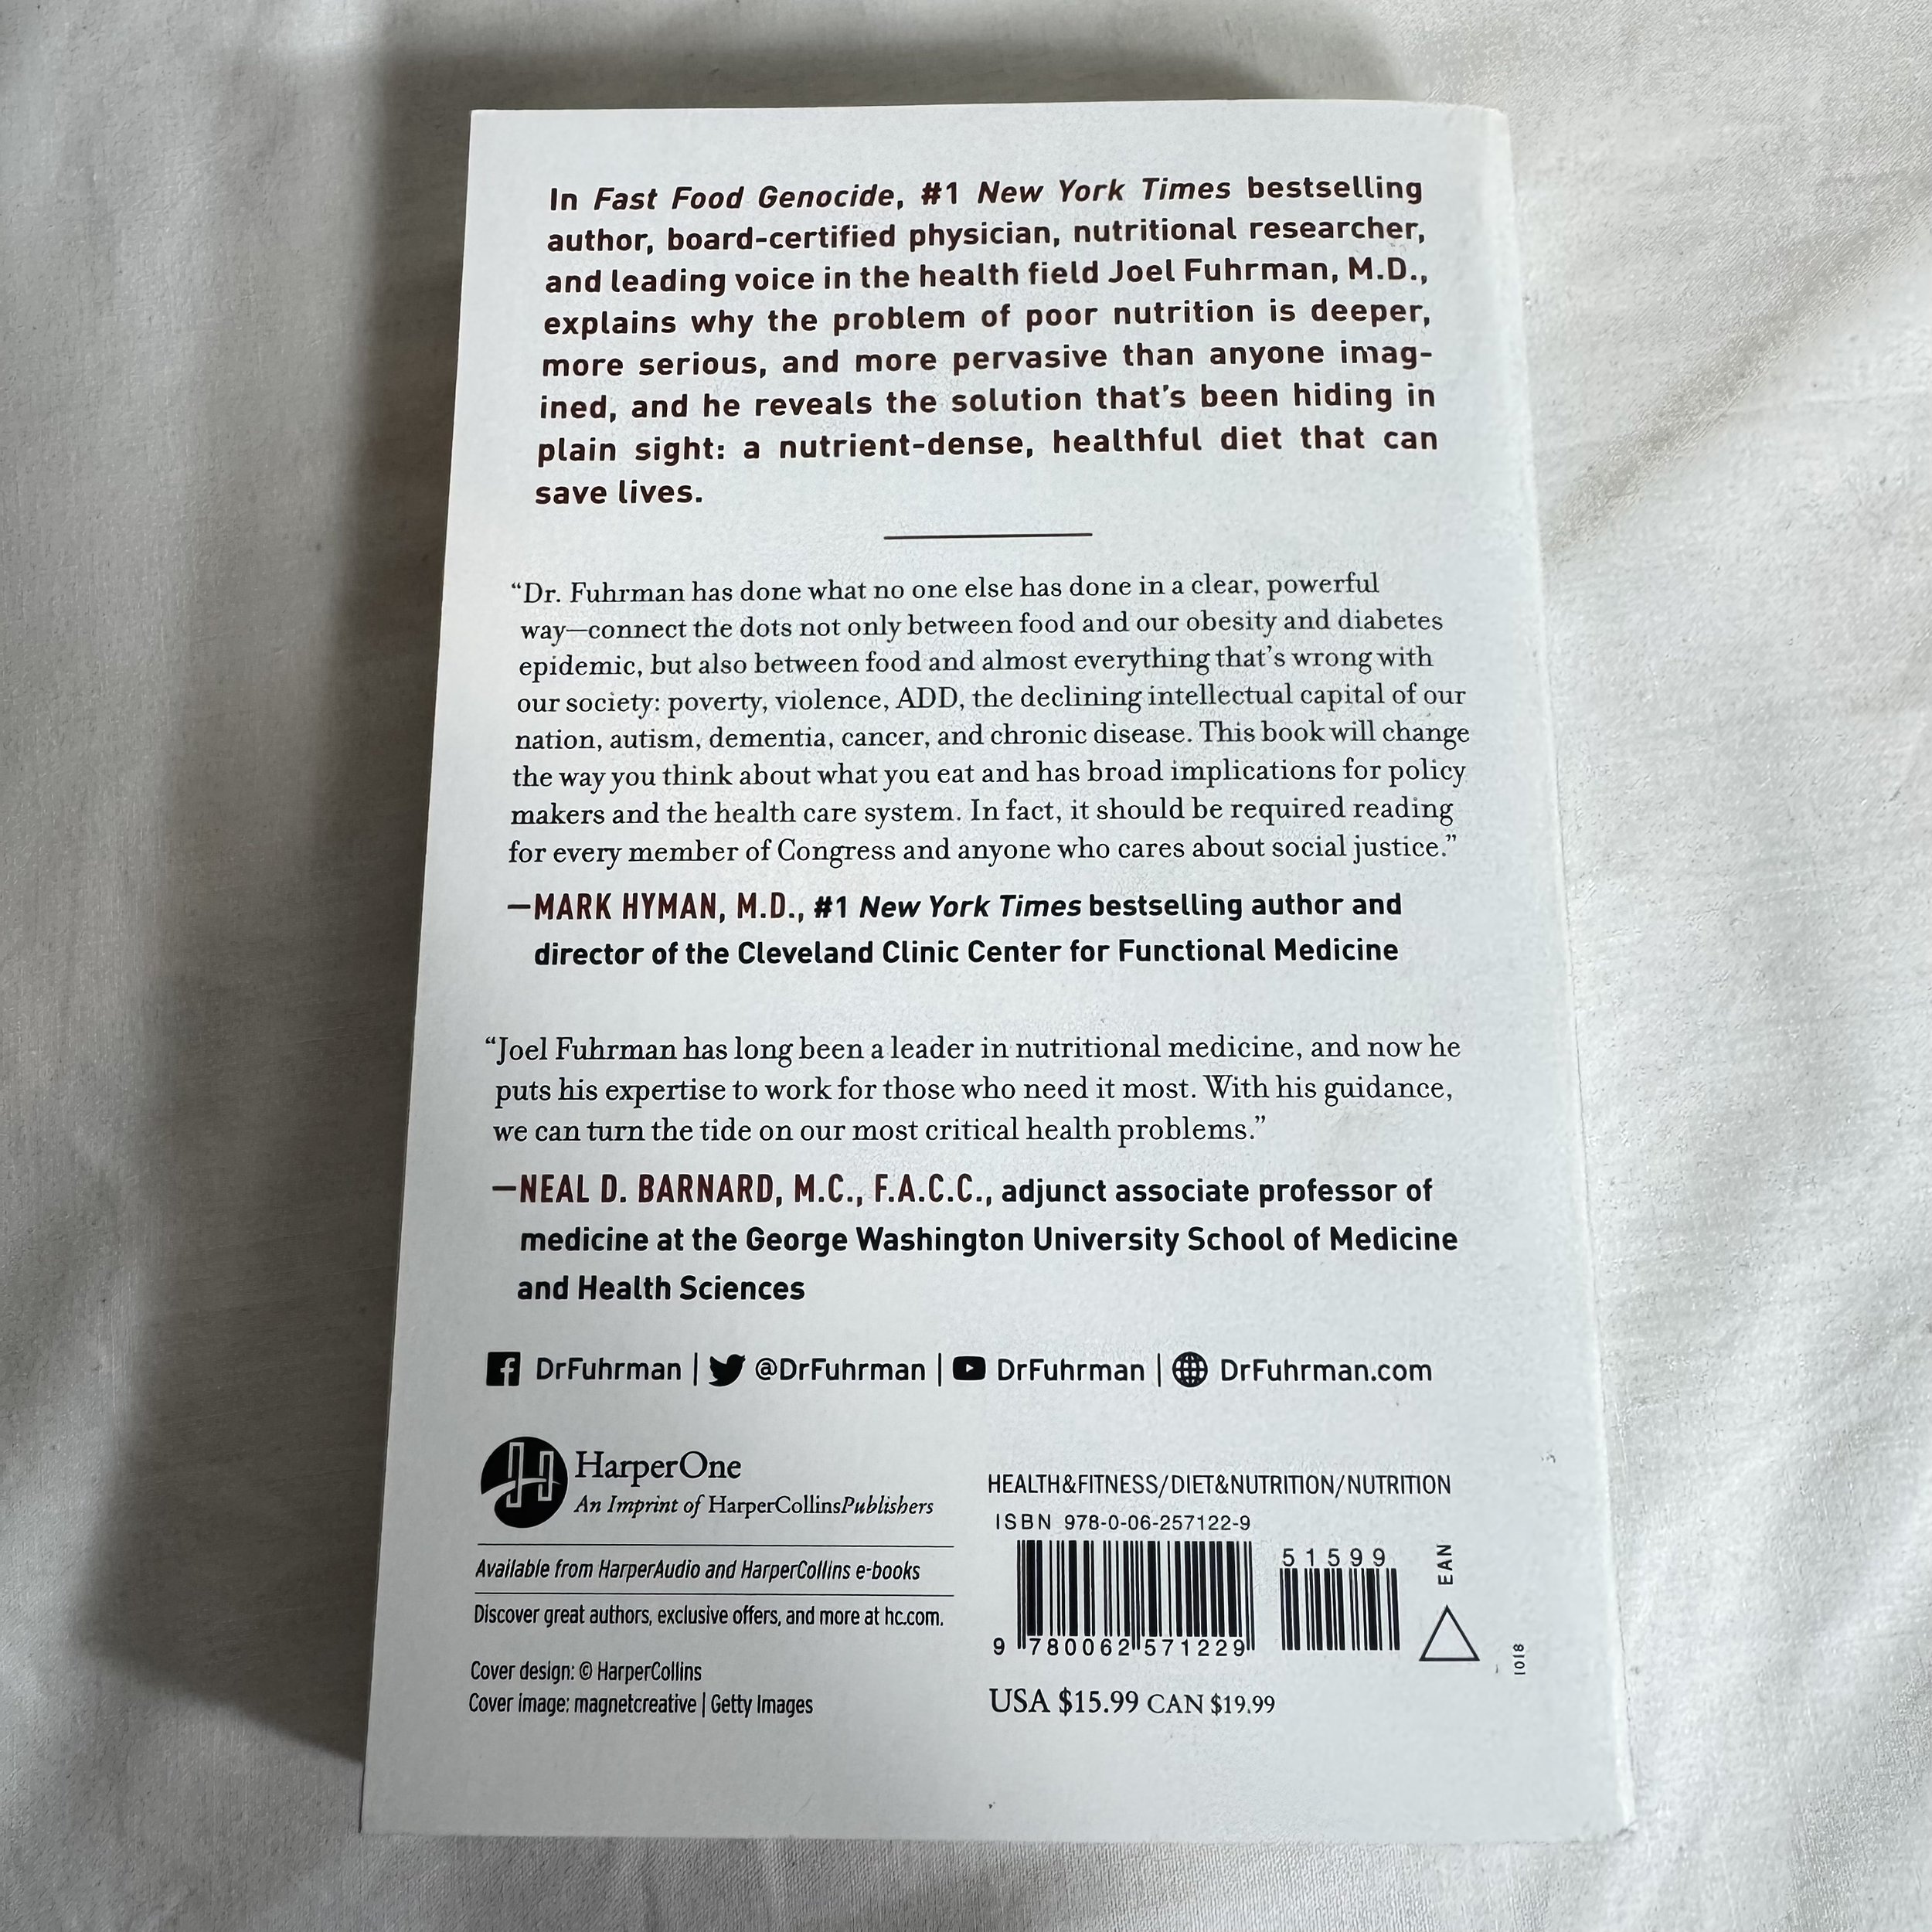 In Fast Food Genocide, #1 New York Times bestselling
author, board-certified physician, nutritional researcher,
and leading voice in the health field Joel Fuhrman, M.D.,
explains why the problem of poor nutrition is deeper,
more serious, and more pervasive than anyone imag-
ined, and he reveals the solution that's been hiding in
plain sight: a nutrient-dense, healthful diet that can
save lives.
“Dr. Fuhrman has done what no one else has done in a clear, powerful
way—connect the dots not only between food and our obesity and diabetes
epidemic, but also between food and almost everything that's wrong with
our society: poverty, violence, ADD, the declining intellectual capital of our
nation, autism, dementia, cancer, and chronic disease. This book will change
the way you think about what you eat and has broad implications for policy
makers and the health care system. In fact, it should be required reading
for every member of Congress and anyone who cares about social justice.”
—MARK HYMAN, M.D., #1 New York Times bestselling author and
director of the Cleveland Clinic Center for Functional Medicine
“Joel Fuhrman has long been a leader in nutritional medicine, and now he
puts his expertise to work for those who need it most. With his guidance,
we can turn the tide on our most critical health problems.”
—NEAL D. BARNARD, M.C., F.A.C.C., adjunct associate professor of
medicine at the George Washington University School of Medicine
and Health Sciences
f DrFuhrman | @DrFuhrman | DrFuhrman | DrFuhrman.com
HarperOne
An Imprint of HarperCollinsPublishers
Available from HarperAudio and HarperCollins e-books
Discover great authors, exclusive offers, and more at hc.com.
Cover design: © HarperCollins
Cover image: magnetcreative | Getty Images
HEALTH&FITNESS/DIET&NUTRITION/NUTRITION
ISBN 978-0-06-257122-9
51599
EAN
9 780062 571229
1018
USA $15.99 CAN $19.99